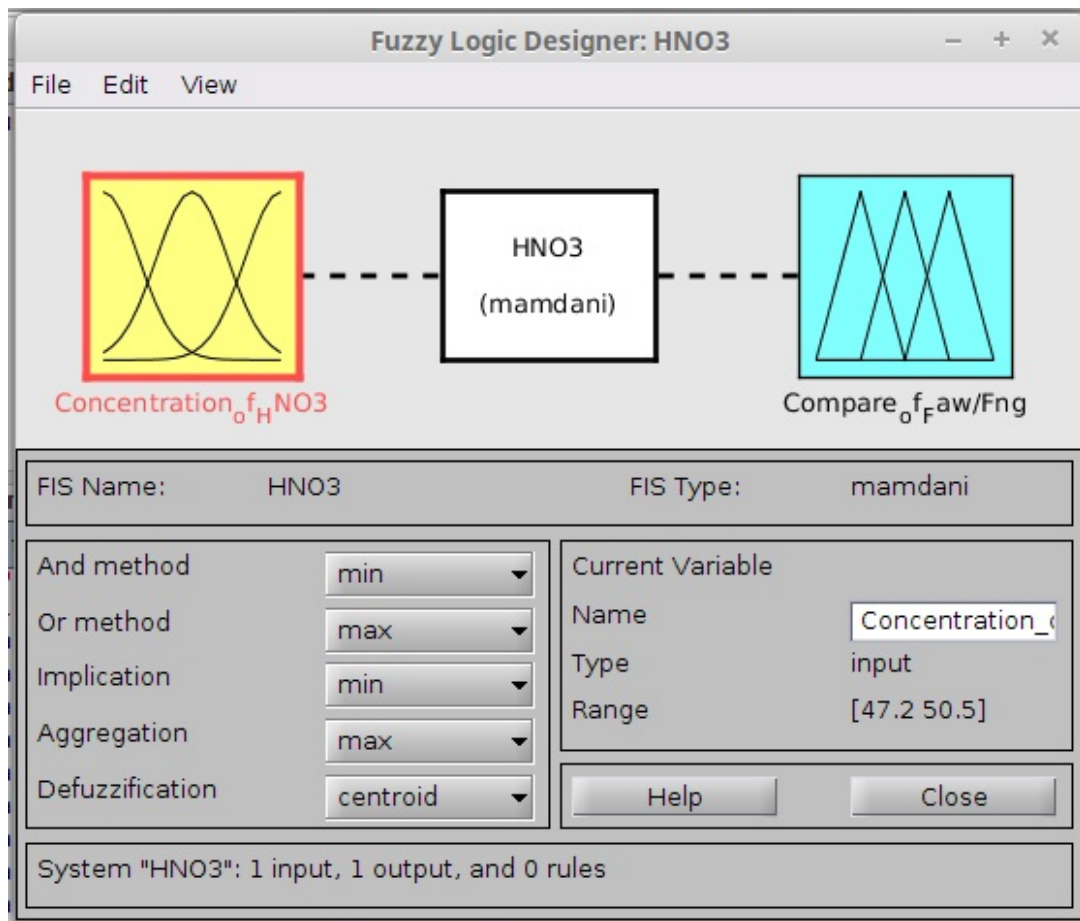 Fuzzy Logic Designer: HNO3
File Edit View
HNO3
(mamdani)
Concentration_of_HNO3
Compare_of_Faw/Fng
FIS Name: HNO3 FIS Type: mamdani
And method min
Or method max
Implication min
Aggregation max
Defuzzification centroid
Current Variable
Name Concentration_
Type input
Range [47.2 50.5]
Help Close
System "HNO3": 1 input, 1 output, and 0 rules